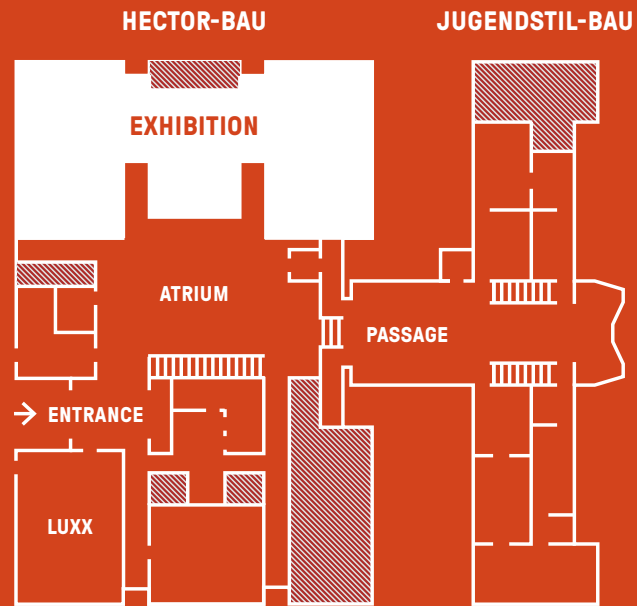 HECTOR-BAU
JUGENDSTIL-BAU
EXHIBITION
ATRIUM
PASSAGE
ENTRANCE
LUXX